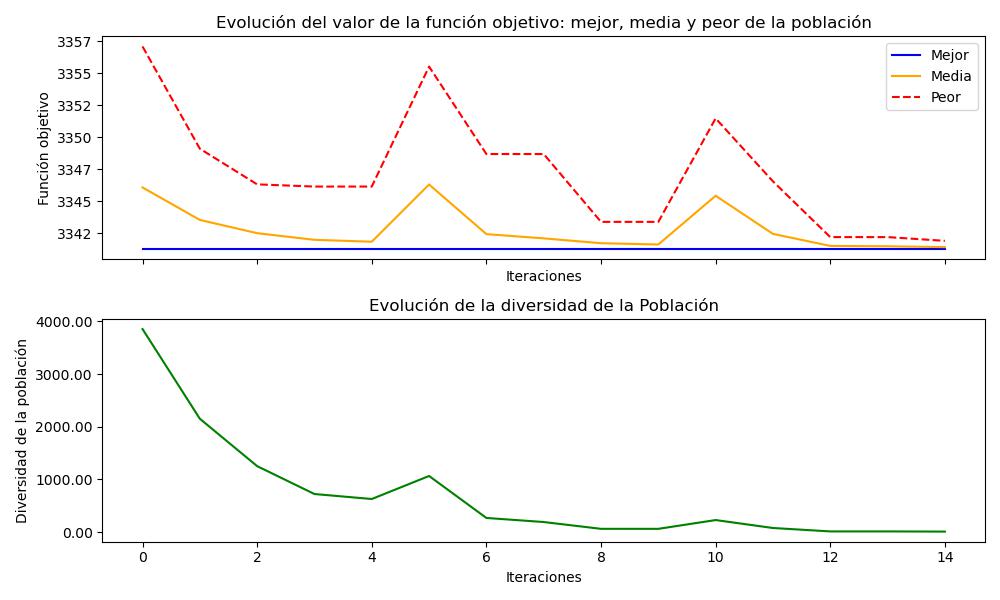 Evolución del valor de la función objetivo: mejor, media y peor de la población
3357
3355
3352
3350
3347
3345
3342
Función objetivo
Mejor
Media
Peor
Iteraciones
Evolución de la diversidad de la Población
4000.00
3000.00
2000.00
1000.00
0.00
Diversidad de la población
0 2 4 6 8 10 12 14
Iteraciones